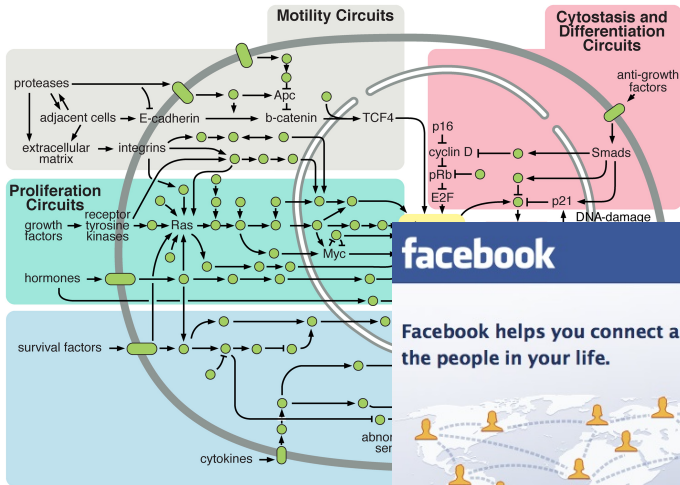 Motility Circuits
Cytostasis and
Differentiation
Circuits
proteases
anti-growth
factors
Apc
adjacent cells
E-cadherin
b-catenin
TCF4
p16
extracellular
matrix
integrins
cyclin D
Smads
pRb
E2F
p21
Proliferation
Circuits
DNA-damage
growth
factors
receptor
tyrosine
kinases
Ras
Myc
hormones
survival factors
cytokines
abnor
ser
facebook
Facebook helps you connect a
the people in your life.